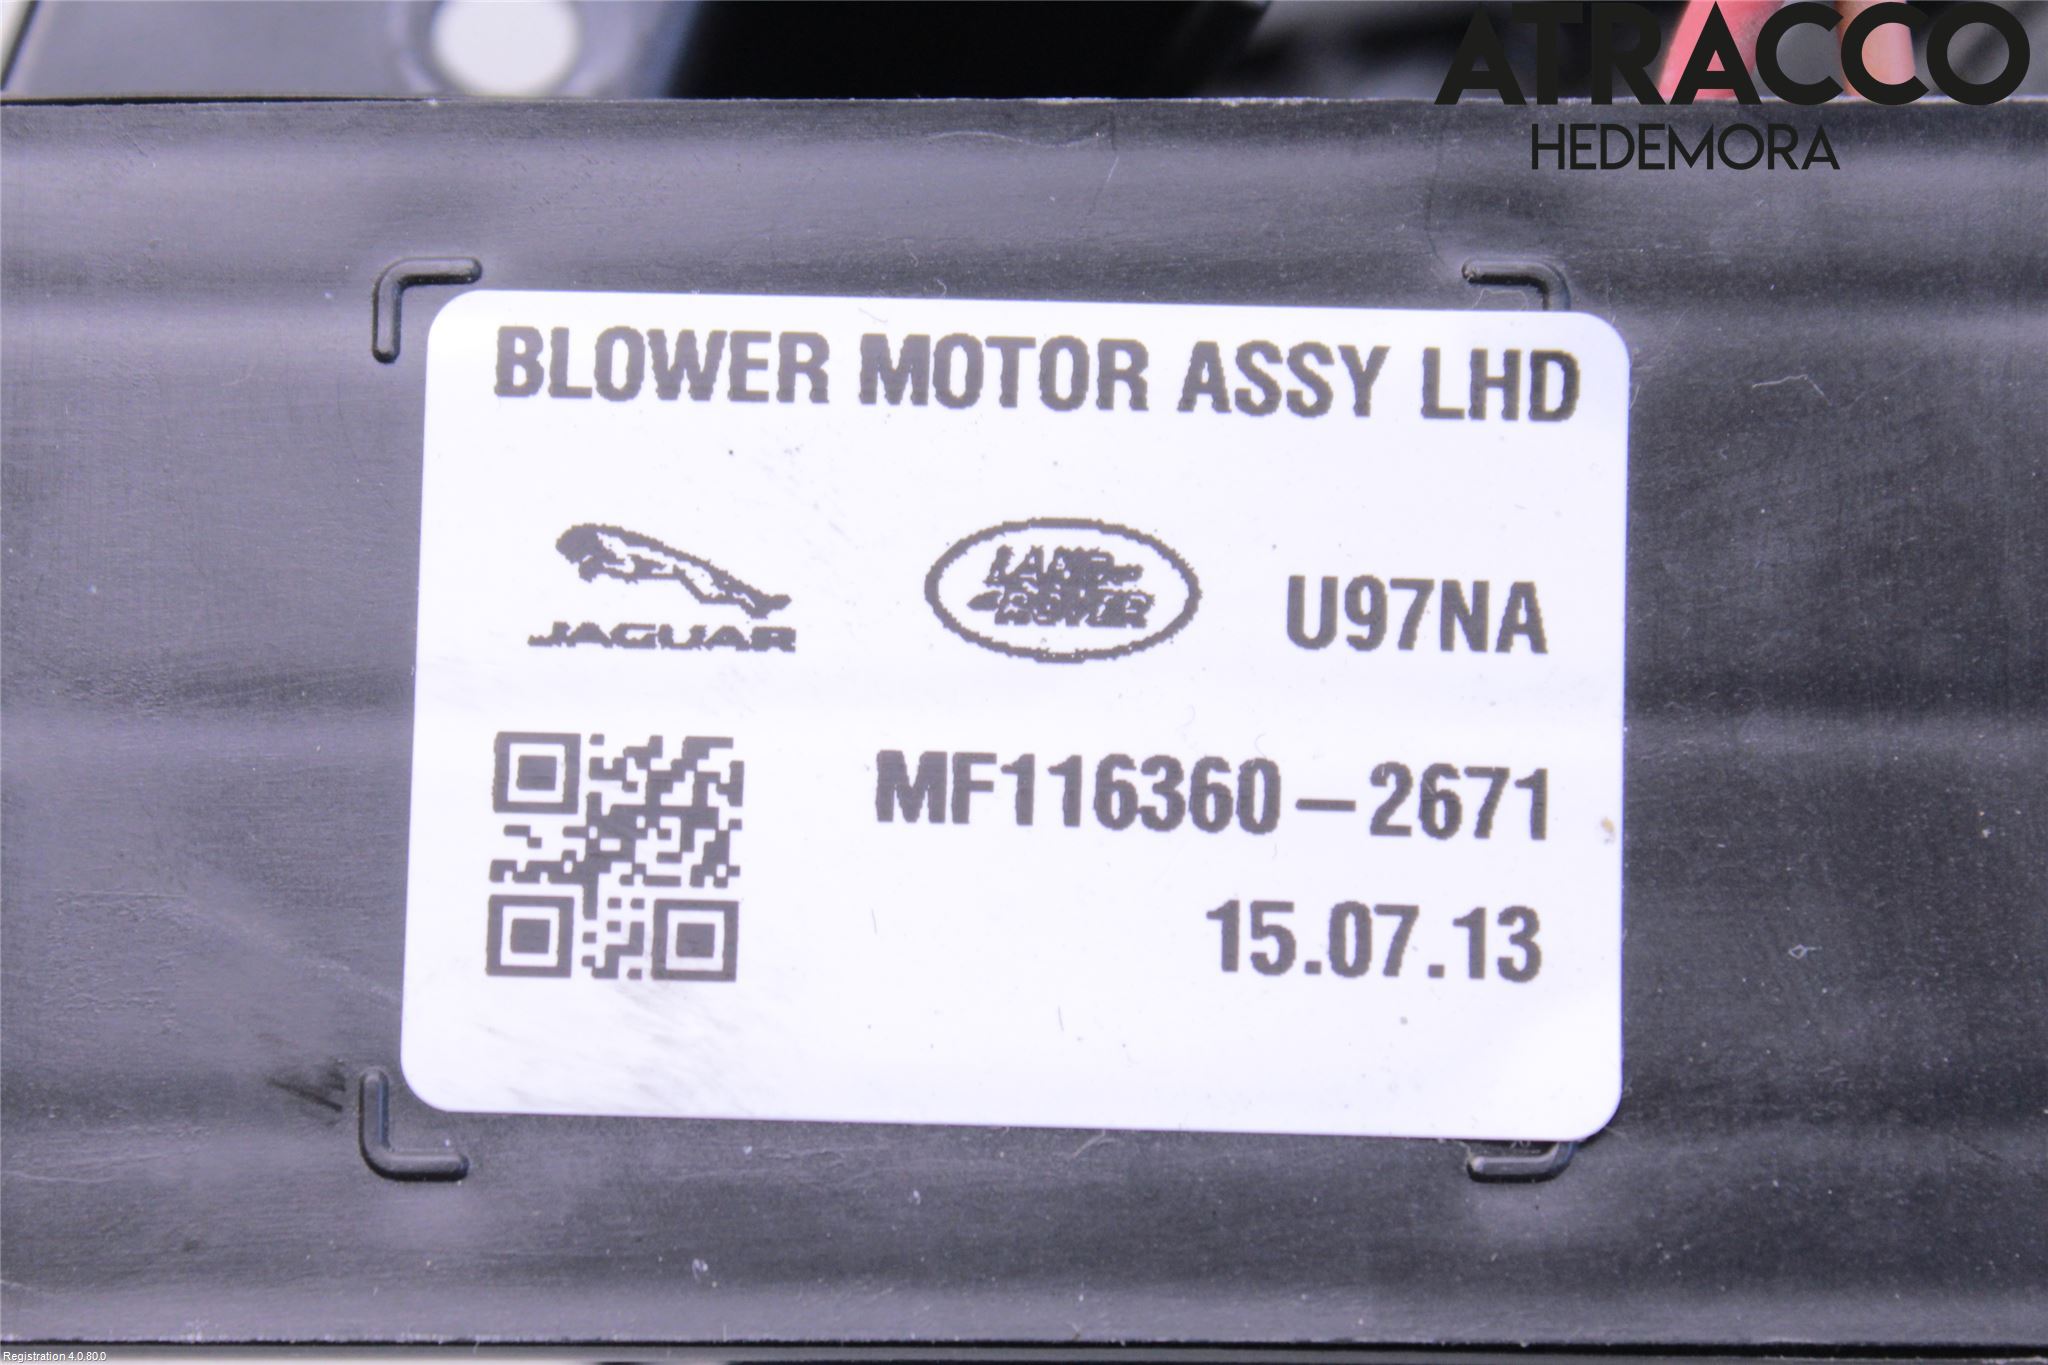 ATRACCO
HEDEMORA
BLOWER MOTOR ASSY LHD
JAGUAR
LAND-
ROVER
U97NA
MF116360-2671
15.07.13
Registration 4.0.80.0